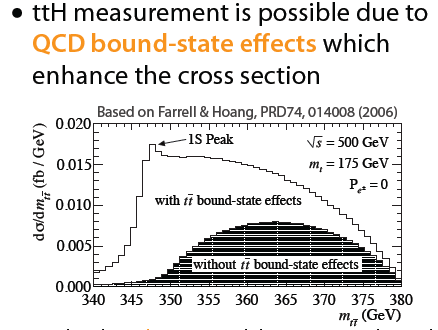 • ttH measurement is possible due to
QCD bound-state effects which
enhance the cross section
Based on Farrell & Hoang, PRD74, 014008 (2006)
dσ/dm_tt̄ (fb / GeV)
0.020
0.015
0.010
0.005
0.000
1S Peak
√s = 500 GeV
m_t = 175 GeV
P_e± = 0
with tt̄ bound-state effects
without tt̄ bound-state effects
340 345 350 355 360 365 370 375 380
m_tt̄ (GeV)